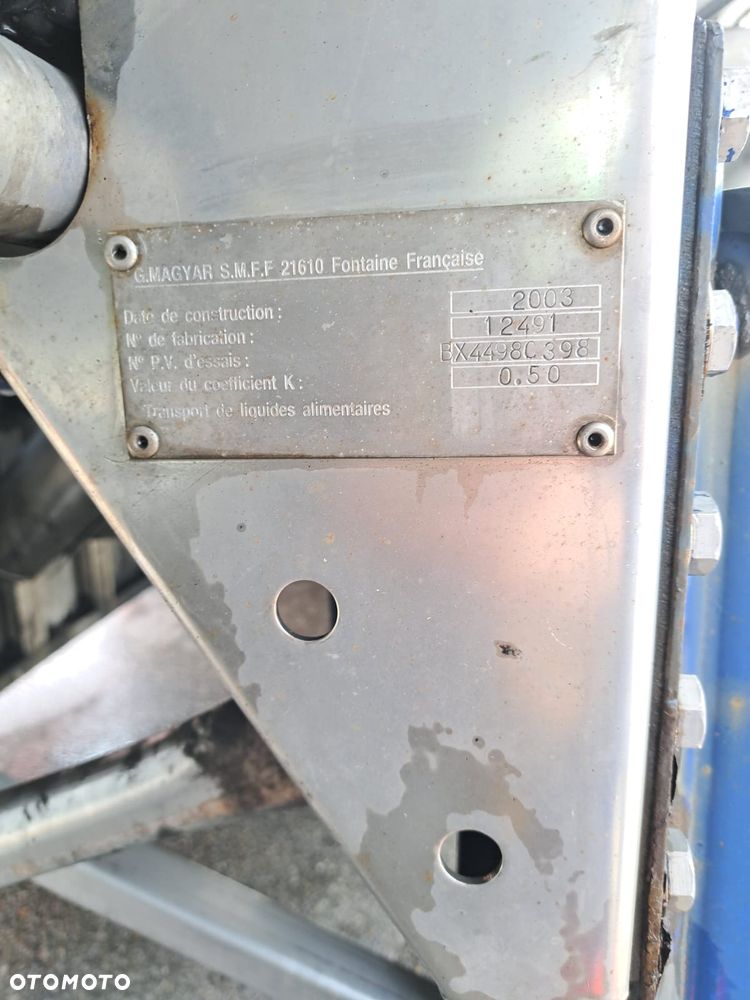 G.MAGYAR S.M.F.F 21610 Fontaine Française
Date de construction : 2003
N° de fabrication : 12491
N° P.V. d'essais : BX4498C398
Valeur du coefficient K : 0.50
Transport de liquides alimentaires
OTOMOTO